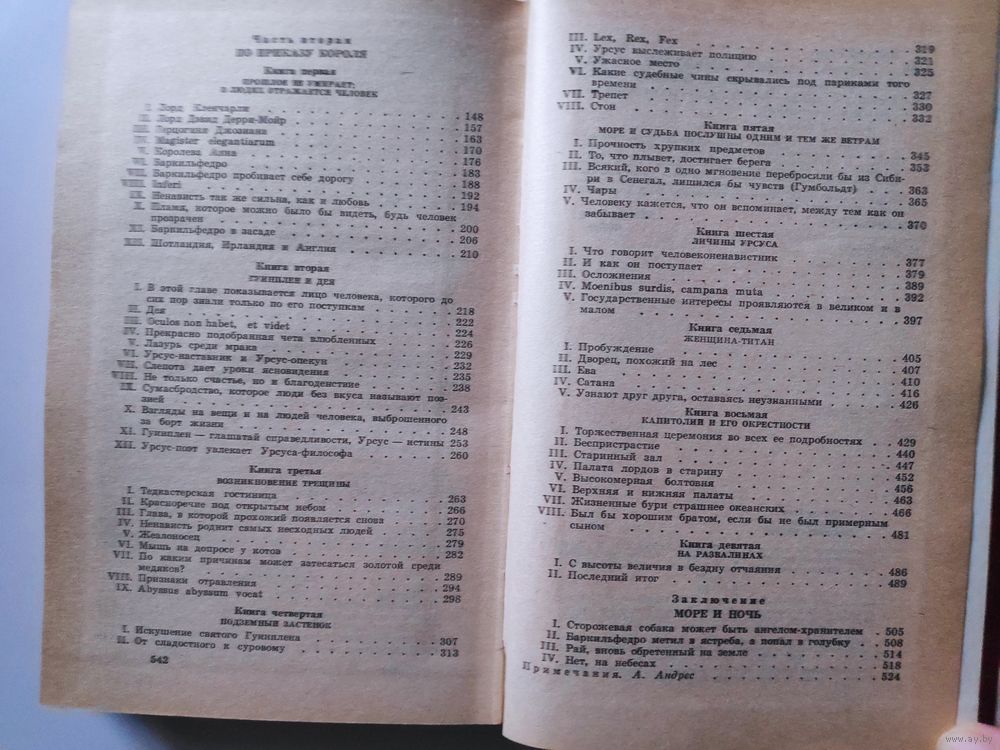 Часть вторая
ПО ПРИКАЗУ КОРОЛЯ
Книга первая
ПРОШЛОЕ НЕ УМИРАЕТ;
В ЛЮДЯХ ОТРАЖАЕТСЯ ЧЕЛОВЕК
I. Лорд Кленчарли . . . 148
II. Лорд Дэвид Дерри-Мойр . . . 157
III. Герцогиня Джозиана . . . 163
IV. Magister elegantiarum . . . 170
V. Королева Анна . . . 176
VI. Баркильфедро . . . 183
VII. Баркильфедро пробивает себе дорогу . . . 188
VIII. Inferi . . . 192
IX. Ненависть так же сильна, как и любовь . . . 194
X. Пламя, которое можно было бы видеть, будь человек
прозрачен . . . 200
XI. Баркильфедро в засаде . . . 206
XII. Шотландия, Ирландия и Англия . . . 210
Книга вторая
ГУИНПЛЕН И ДЕЯ
I. В этой главе показывается лицо человека, которого до
сих пор знали только по его поступкам . . . 218
II. Дея . . . 222
III. Oculos non habet, et videt . . . 224
IV. Прекрасно подобранная чета влюбленных . . . 226
V. Лазурь среди мрака . . . 229
VI. Урсус-наставник и Урсус-опекун . . . 232
VII. Слепота дает уроки ясновидения . . . 235
VIII. Не только счастье, но и благоденствие . . . 238
IX. Сумасбродство, которое люди без вкуса называют поэ-
зией . . . 243
X. Взгляды на вещи и на людей человека, выброшенного
за борт жизни . . . 248
XI. Гуинплен — глашатай справедливости, Урсус — истины 253
XII. Урсус-поэт увлекает Урсуса-философа . . . 260
Книга третья
ВОЗНИКНОВЕНИЕ ТРЕЩИНЫ
I. Тедкастерская гостиница . . . 263
II. Красноречие под открытым небом . . . 266
III. Глава, в которой прохожий появляется снова . . . 270
IV. Ненависть роднит самых несходных людей . . . 275
V. Жезлоносец . . . 279
VI. Мышь на допросе у котов . . . 282
VII. По каким причинам может затесаться золотой среди
медяков? . . . 289
VIII. Признаки отравления . . . 294
IX. Abyssus abyssum vocat . . . 298
Книга четвертая
ПОДЗЕМНЫЙ ЗАСТЕНОК
I. Искушение святого Гуинплена . . . 307
II. От сладостного к суровому . . . 313
542
III. Lex, Rex, Fex . . . 319
IV. Урсус выслеживает полицию . . . 321
V. Ужасное место . . . 325
VI. Какие судебные чины скрывались под париками того
времени . . . 327
VII. Трепет . . . 330
VIII. Стон . . . 332
Книга пятая
МОРЕ И СУДЬБА ПОСЛУШНЫ ОДНИМ И ТЕМ ЖЕ ВЕТРАМ
I. Прочность хрупких предметов . . . 345
II. То, что плывет, достигает берега . . . 353
III. Всякий, кого в одно мгновение перебросили бы из Сиби-
ри в Сенегал, лишился бы чувств (Гумбольдт) . . . 363
IV. Чары . . . 365
V. Человеку кажется, что он вспоминает, между тем как он
забывает . . . 370
Книга шестая
ЛИЧИНЫ УРСУСА
I. Что говорит человеконенавистник . . . 377
II. И как он поступает . . . 379
III. Осложнения . . . 389
IV. Moenibus surdis, campana muta . . . 392
V. Государственные интересы проявляются в великом и в
малом . . . 397
Книга седьмая
ЖЕНЩИНА-ТИТАН
I. Пробуждение . . . 405
II. Дворец, похожий на лес . . . 407
III. Ева . . . 410
IV. Сатана . . . 416
V. Узнают друг друга, оставаясь неузнанными . . . 426
Книга восьмая
КАПИТОЛИЙ И ЕГО ОКРЕСТНОСТИ
I. Торжественная церемония во всех ее подробностях . . . 429
II. Беспристрастие . . . 440
III. Старинный зал . . . 447
IV. Палата лордов в старину . . . 452
V. Высокомерная болтовня . . . 456
VI. Верхняя и нижняя палаты . . . 463
VII. Жизненные бури страшнее океанских . . . 466
VIII. Был бы хорошим братом, если бы не был примерным
сыном . . . 481
Книга девятая
НА РАЗВАЛИНАХ
I. С высоты величия в бездну отчаяния . . . 486
II. Последний итог . . . 489
Заключение
МОРЕ И НОЧЬ
I. Сторожевая собака может быть ангелом-хранителем . 505
II. Баркильфедро метил в ястреба, а попал в голубку . . 508
III. Рай, вновь обретенный на земле . . . 514
IV. Нет, на небесах . . . 518
Примечания. А. Андрес . . . 524
www.ay.by